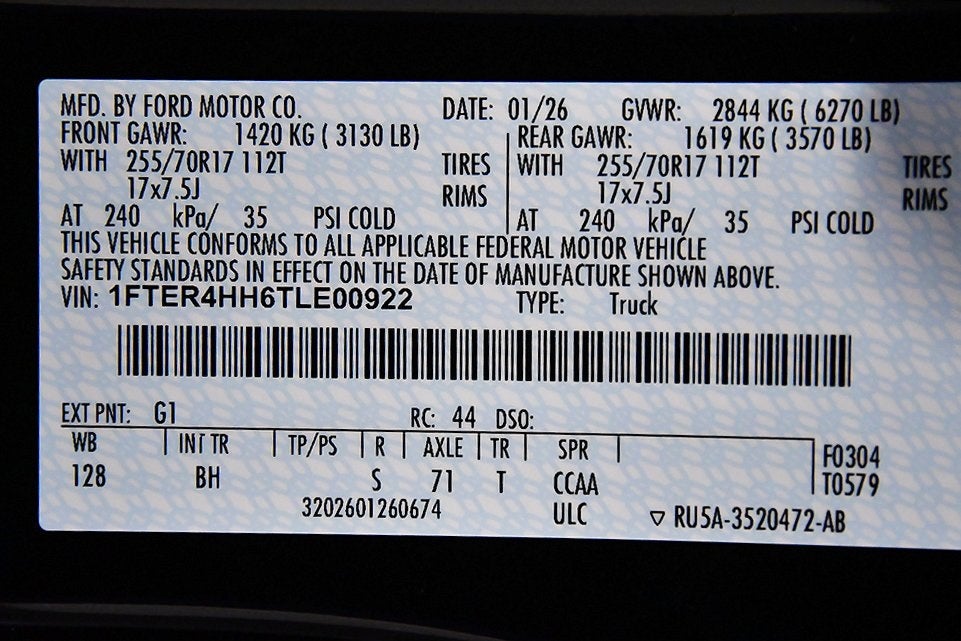 MFD. BY FORD MOTOR CO. DATE: 01/26 GVWR: 2844 KG ( 6270 LB)
FRONT GAWR: 1420 KG ( 3130 LB) REAR GAWR: 1619 KG ( 3570 LB)
WITH 255/70R17 112T TIRES WITH 255/70R17 112T TIRES
17x7.5J RIMS 17x7.5J RIMS
AT 240 kPa/ 35 PSI COLD AT 240 kPa/ 35 PSI COLD
THIS VEHICLE CONFORMS TO ALL APPLICABLE FEDERAL MOTOR VEHICLE
SAFETY STANDARDS IN EFFECT ON THE DATE OF MANUFACTURE SHOWN ABOVE.
VIN: 1FTER4HH6TLE00922 TYPE: Truck
EXT PNT: G1 RC: 44 DSO:
WB INT TR TP/PS R AXLE TR SPR F0304
128 BH S 71 T CCAA T0579
3202601260674 ULC ▽ RU5A-3520472-AB